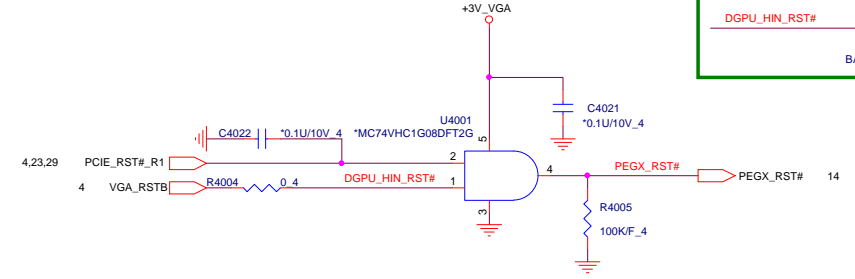 +3V_VGA
DGPU_HIN_RST#
U4001
C4021
C4022
*0.1U/10V_4
*MC74VHC1G08DFT2G
*0.1U/10V_4
5
4,23,29
PCIE_RST#_R1
2
4
VGA_RSTB
R4004
0_4
DGPU_HIN_RST#
1
4
PEGX_RST#
PEGX_RST#
14
3
R4005
100K/F_4